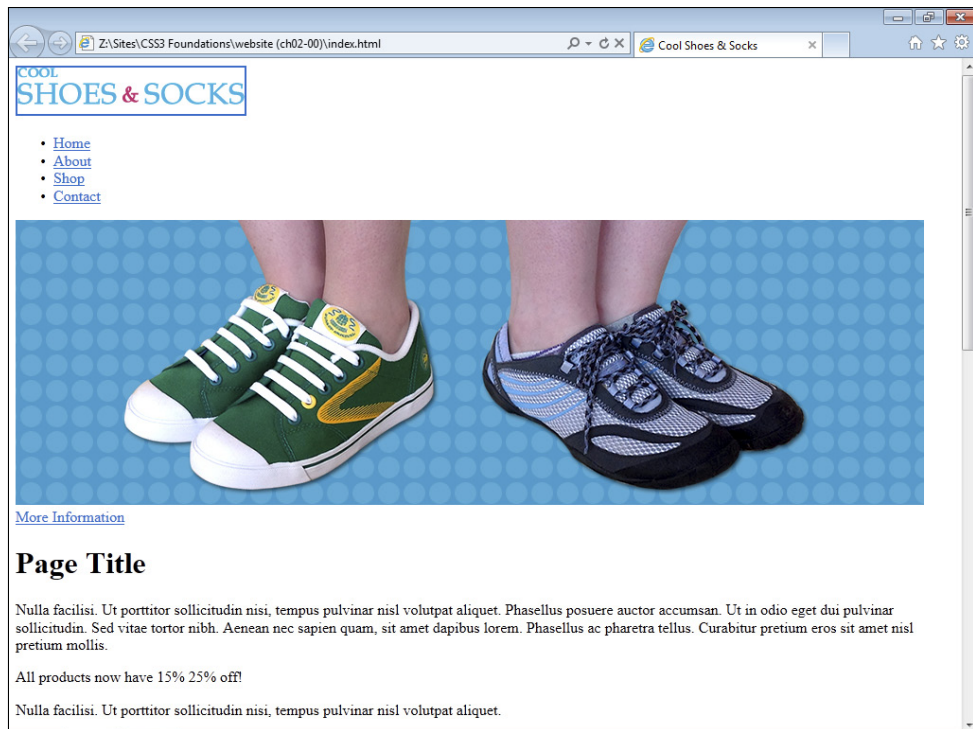 Z:\Sites\CSS3 Foundations\website (ch02-00)\index.html
Cool Shoes & Socks
COOL
SHOES & SOCKS
Home
About
Shop
Contact
More Information
Page Title
Nulla facilisi. Ut porttitor sollicitudin nisi, tempus pulvinar nisl volutpat aliquet. Phasellus posuere auctor accumsan. Ut in odio eget dui pulvinar
sollicitudin. Sed vitae tortor nibh. Aenean nec sapien quam, sit amet dapibus lorem. Phasellus ac pharetra tellus. Curabitur pretium eros sit amet nisl
pretium mollis.
All products now have 15% 25% off!
Nulla facilisi. Ut porttitor sollicitudin nisi, tempus pulvinar nisl volutpat aliquet.